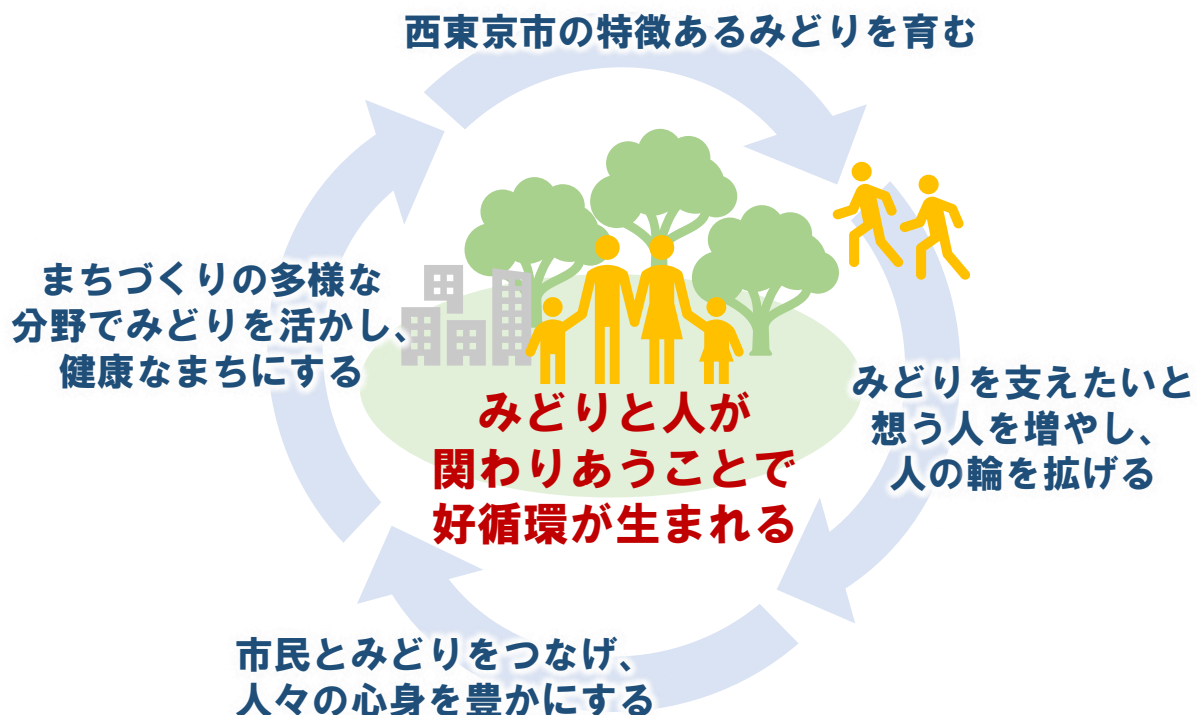 西東京市の特徴あるみどりを育む
まちづくりの多様な
分野でみどりを活かし、
健康なまちにする
みどりを支えたいと
想う人を増やし、
人の輪を拡げる
みどりと人が
関わりあうことで
好循環が生まれる
市民とみどりをつなげ、
人々の心身を豊かにする